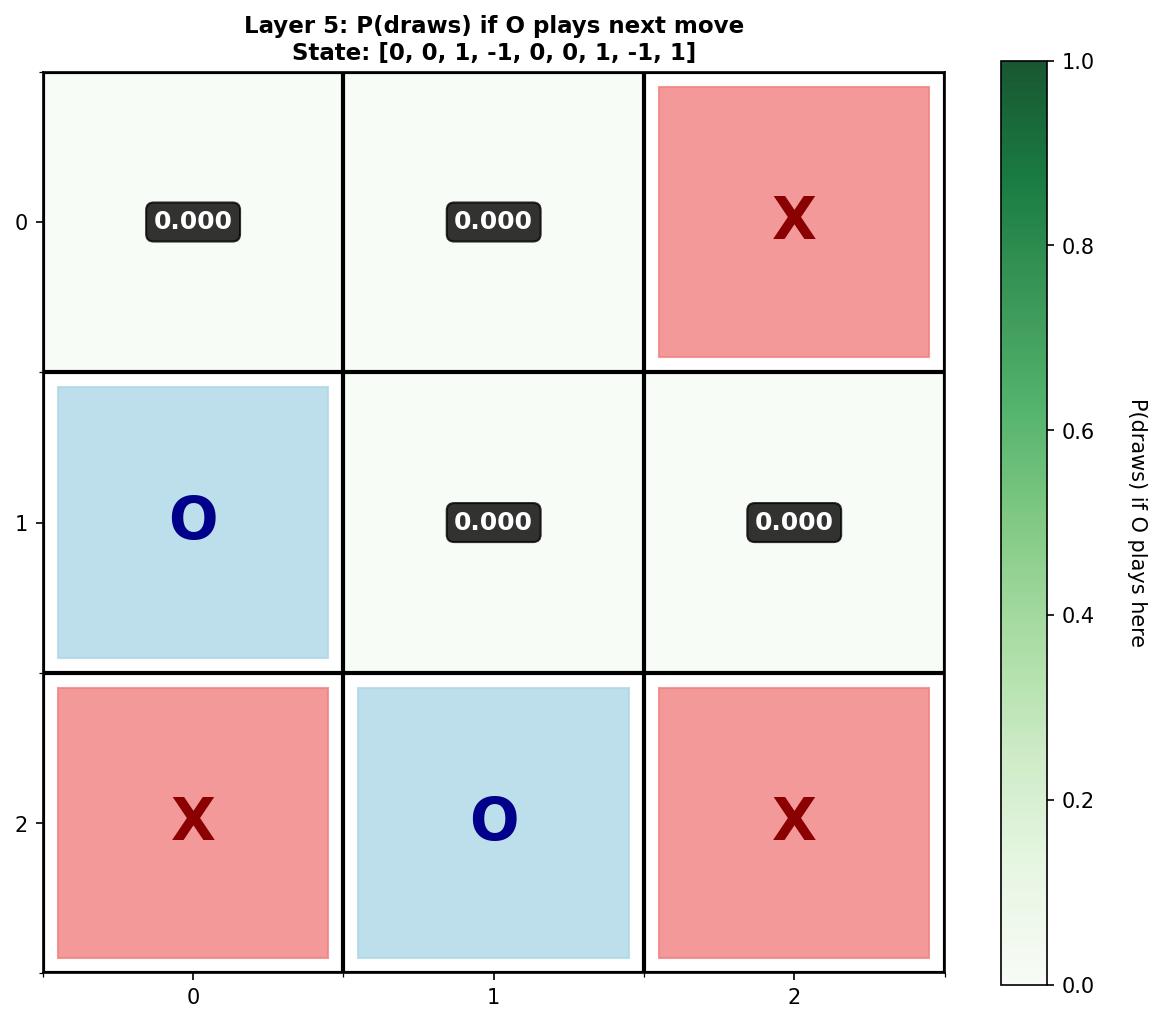 Layer 5: P(draws) if O plays next move
State: [0, 0, 1, -1, 0, 0, 1, -1, 1]
0
0.000
0.000
X
1
O
0.000
0.000
2
X
O
X
0
1
2
1.0
0.8
0.6
0.4
0.2
0.0
P(draws) if O plays here